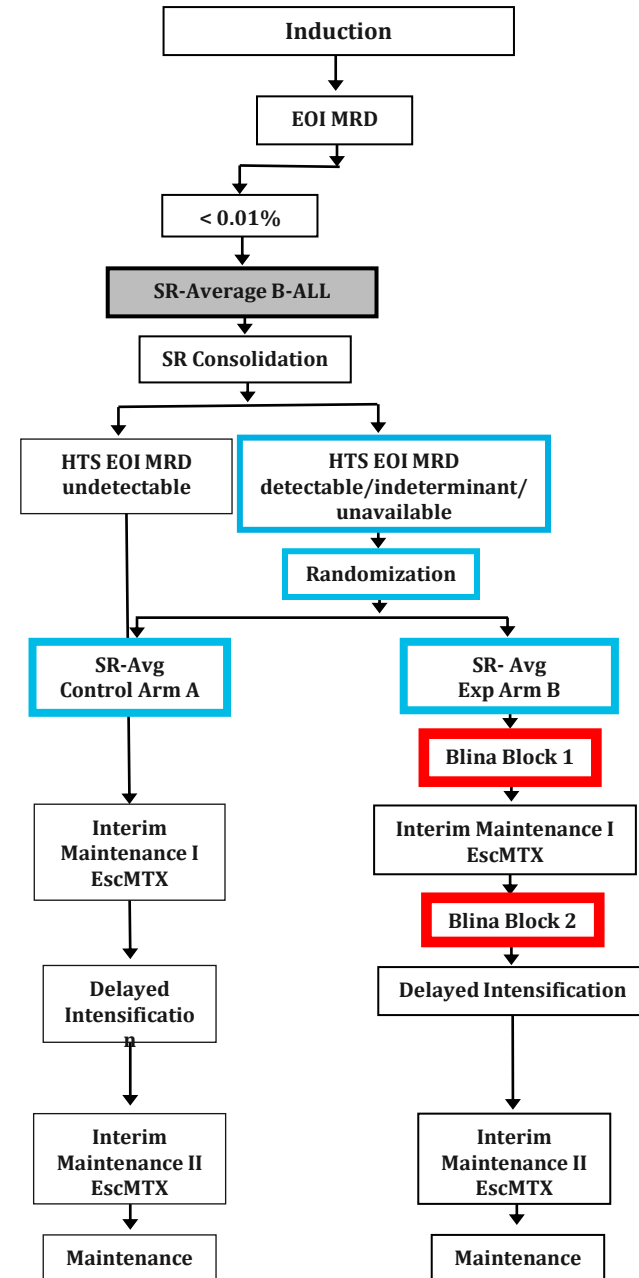 Induction
EOI MRD
< 0.01%
SR-Average B-ALL
SR Consolidation
HTS EOI MRD
undetectable
HTS EOI MRD
detectable/indeterminant/
unavailable
Randomization
SR-Avg
Control Arm A
SR- Avg
Exp Arm B
Blina Block 1
Interim
Maintenance I
EscMTX
Interim Maintenance I
EscMTX
Blina Block 2
Delayed
Intensificatio
n
Delayed Intensification
Interim
Maintenance II
EscMTX
Interim
Maintenance II
EscMTX
Maintenance
Maintenance